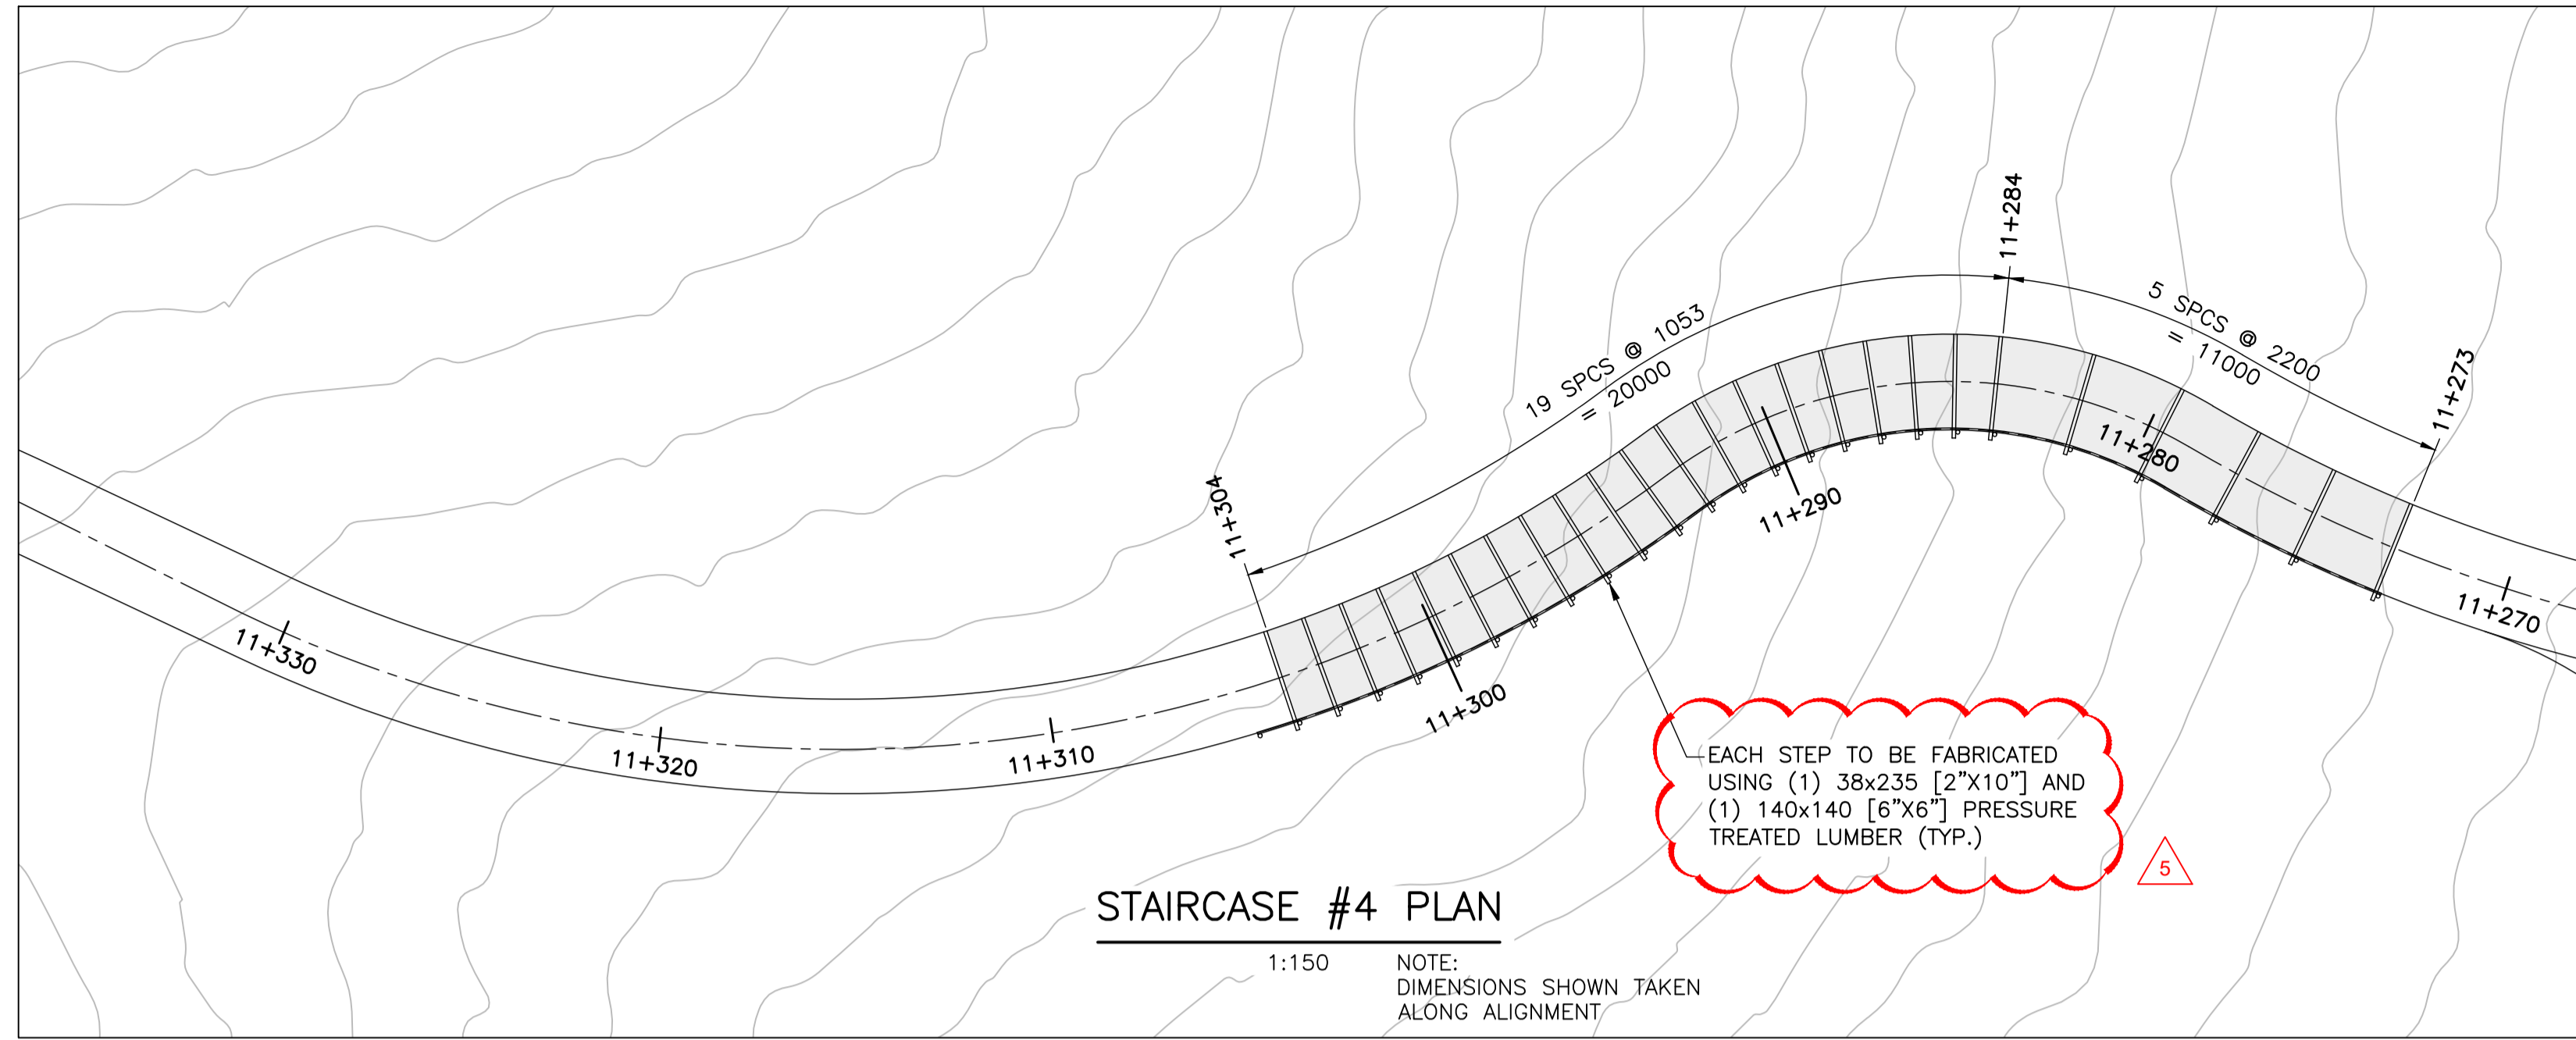 11+284
5 SPCS @ 2200
= 11000
11+273
19 SPCS @ 1053
= 20000
11+304
11+280
11+290
11+270
11+300
11+330
11+320
11+310
EACH STEP TO BE FABRICATED
USING (1) 38x235 [2"X10"] AND
(1) 140x140 [6"X6"] PRESSURE
TREATED LUMBER (TYP.)
5
STAIRCASE #4 PLAN
1:150
NOTE:
DIMENSIONS SHOWN TAKEN
ALONG ALIGNMENT